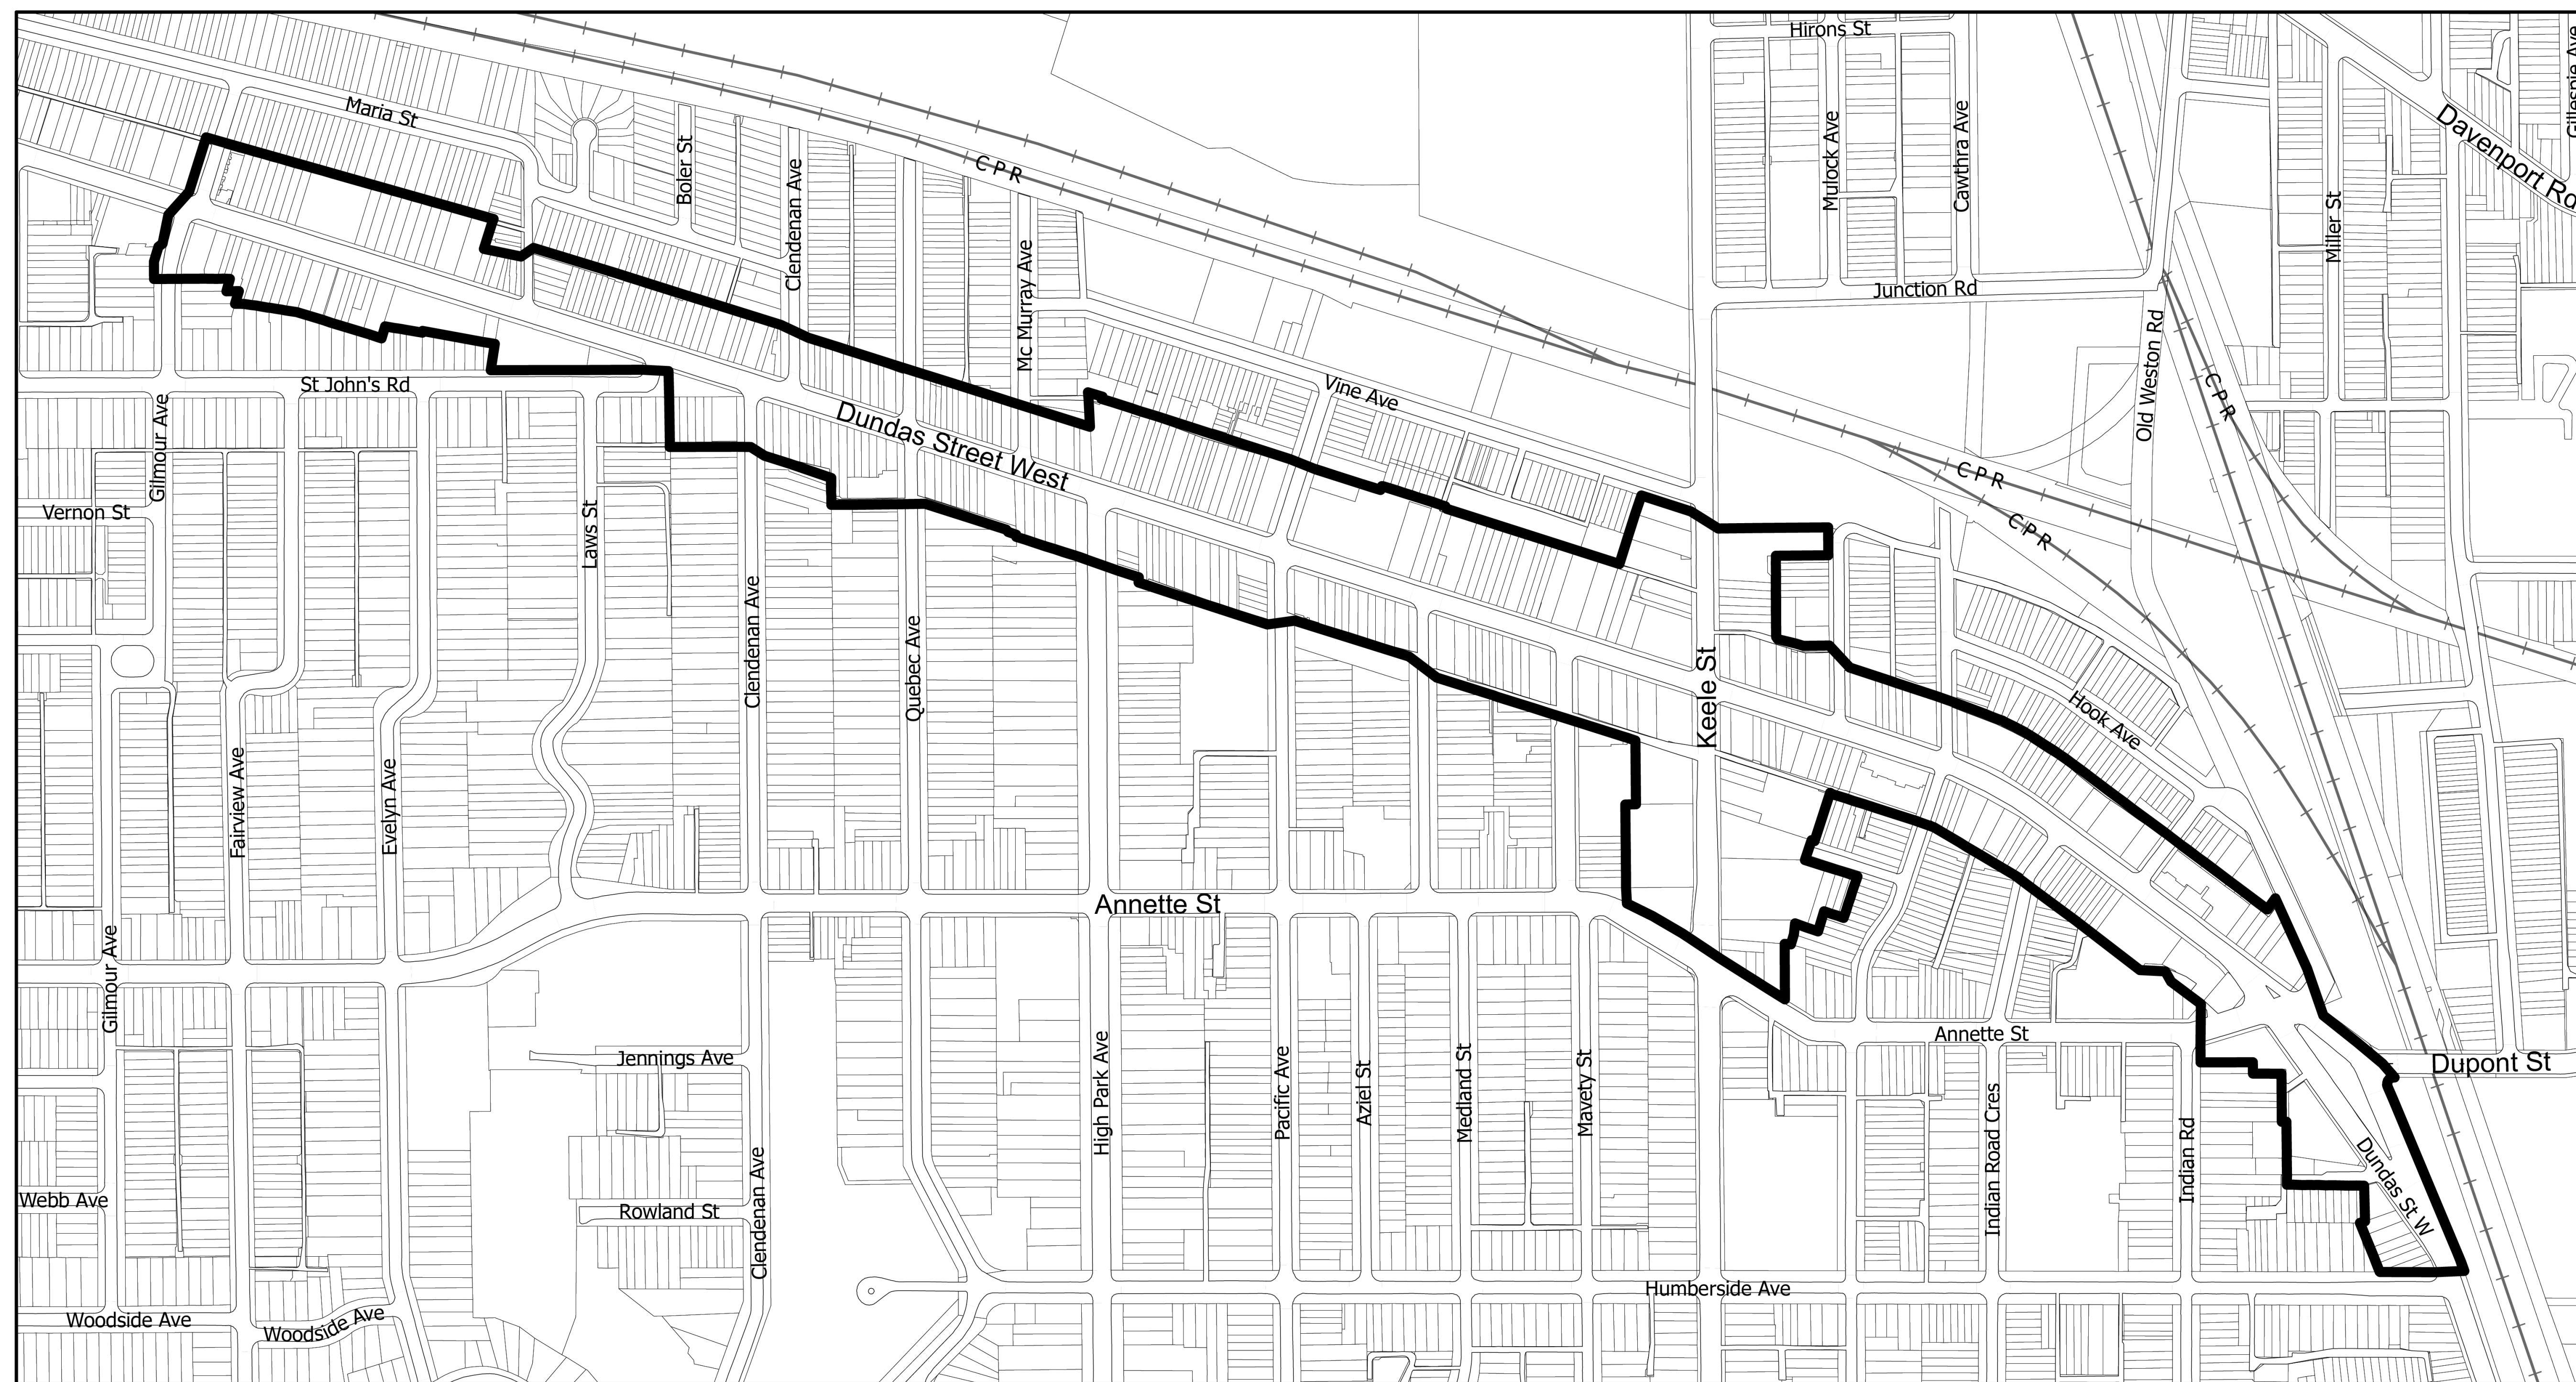 Hirons St
Gillespie Ave
Maria St
Davenport Rd
Boler St
Clendenan Ave
C P R
Mulock Ave
Cawthra Ave
Miller St
Mc Murray Ave
Junction Rd
Old Weston Rd
C P R
St John's Rd
Vine Ave
Dundas Street West
Gilmour Ave
C P R
C P R
Vernon St
Laws St
Clendenan Ave
Quebec Ave
Keele St
Hook Ave
Fairview Ave
Evelyn Ave
Annette St
Gilmour Ave
Annette St
Jennings Ave
High Park Ave
Pacific Ave
Aziel St
Medland St
Mavety St
Indian Road Cres
Indian Rd
Dupont St
Dundas St W
Webb Ave
Rowland St
Clendenan Ave
Humberside Ave
Woodside Ave
Woodside Ave